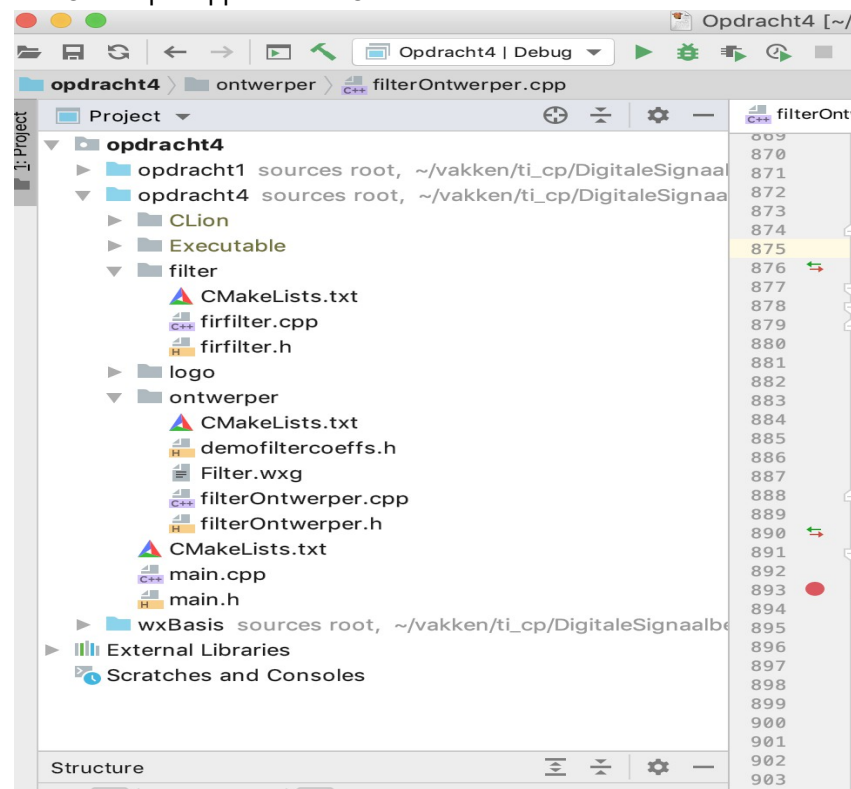 Opdracht4 [~/
Opdracht4 | Debug
opdracht4 ontwerper filterOntwerper.cpp
1: Project
Project
filterOnt
opdracht4
opdracht1 sources root, ~/vakken/ti_cp/DigitaleSignaal
opdracht4 sources root, ~/vakken/ti_cp/DigitaleSignaa
CLion
Executable
filter
CMakeLists.txt
firfilter.cpp
firfilter.h
logo
ontwerper
CMakeLists.txt
demofiltercoeffs.h
Filter.wxg
filterOntwerper.cpp
filterOntwerper.h
CMakeLists.txt
main.cpp
main.h
wxBasis sources root, ~/vakken/ti_cp/DigitaleSignaalbe
External Libraries
Scratches and Consoles
Structure
869
870
871
872
873
874
875
876
877
878
879
880
881
882
883
884
885
886
887
888
889
890
891
892
893
894
895
896
897
898
899
900
901
902
903